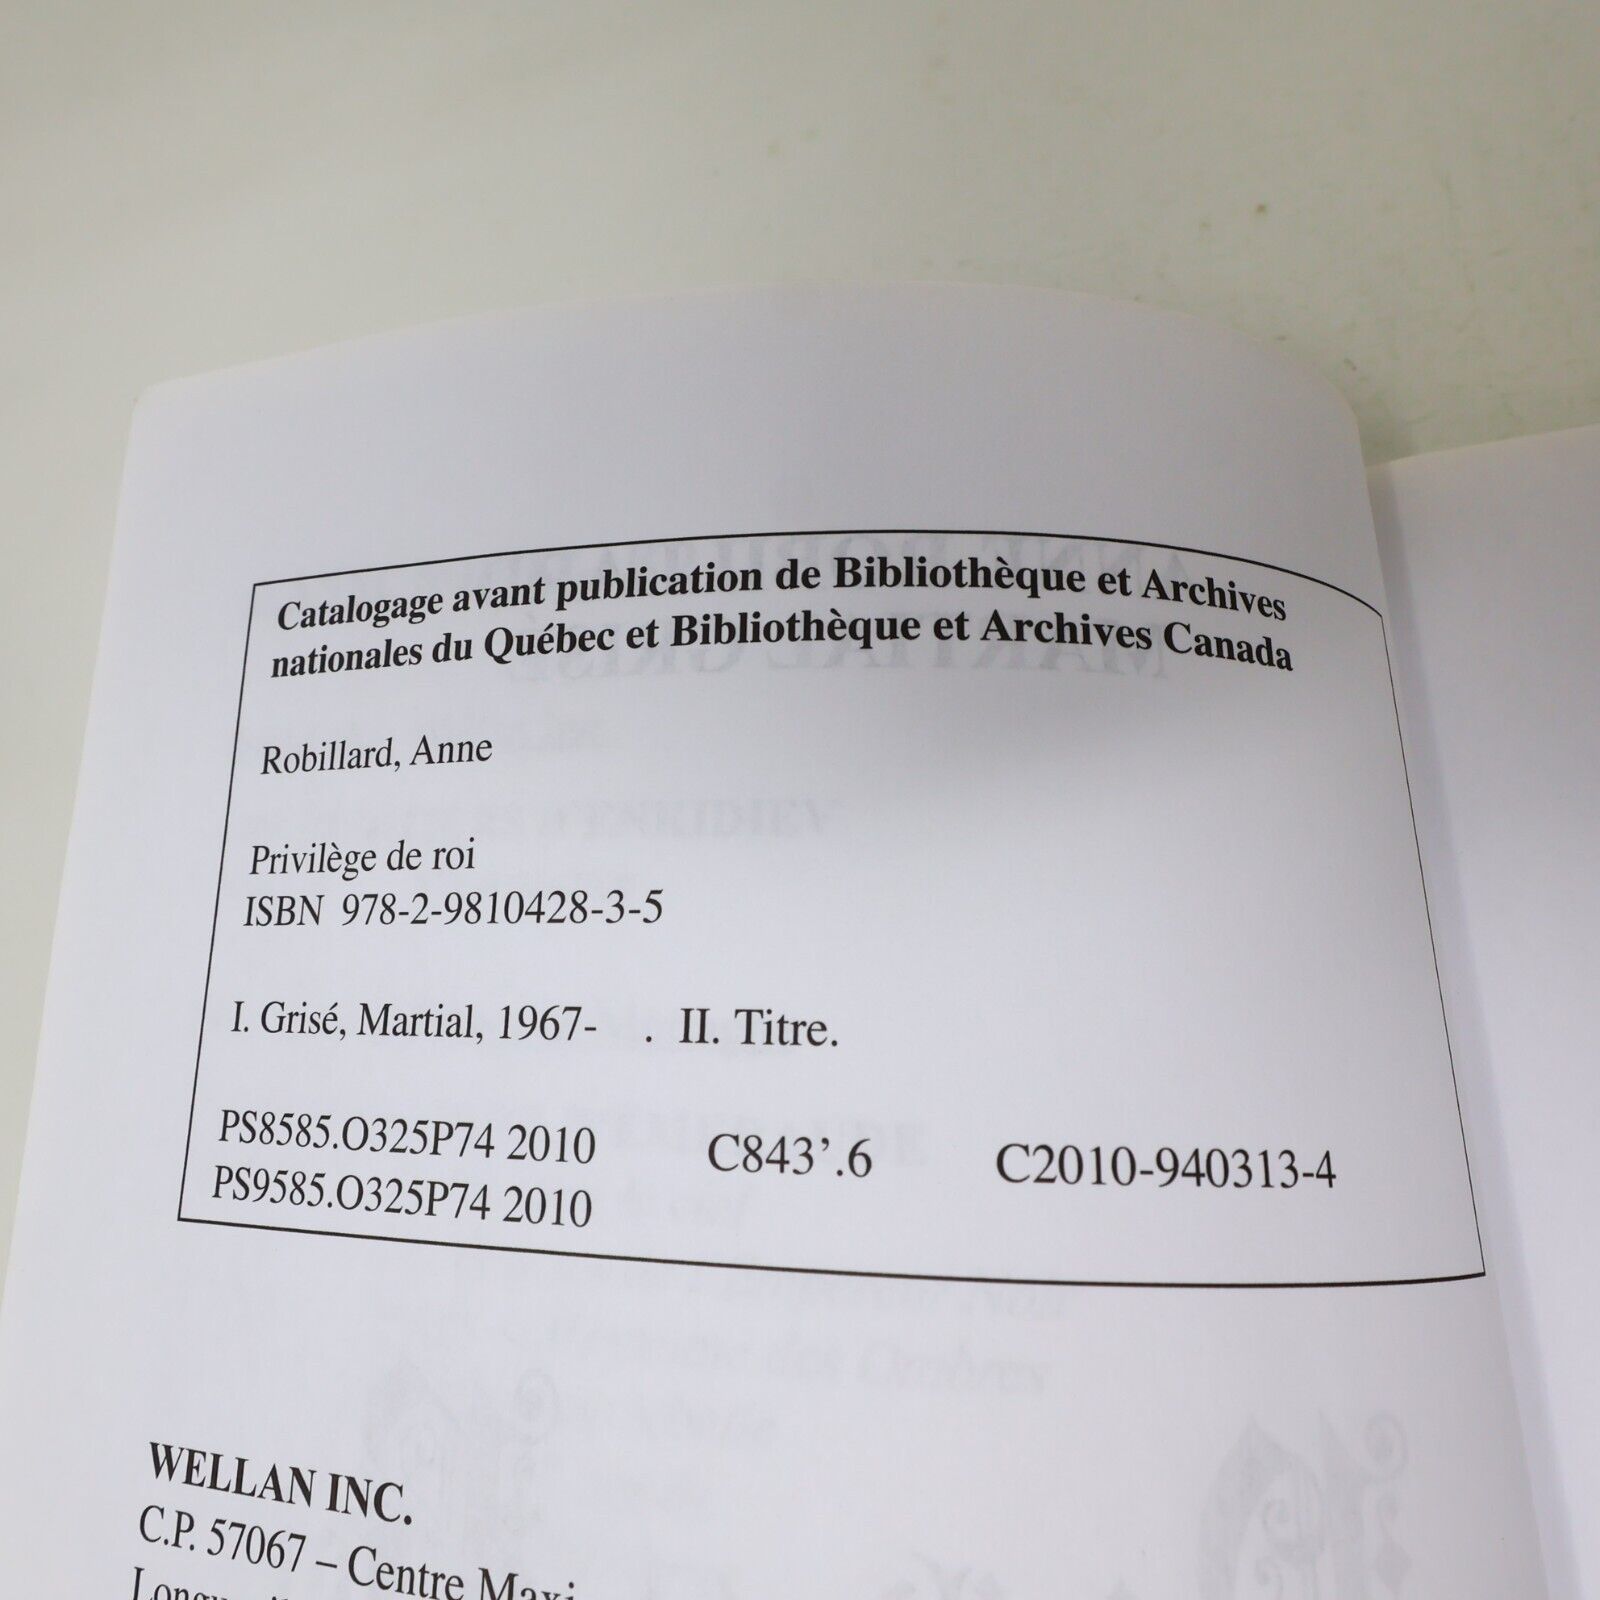 Catalogage avant publication de Bibliothèque et Archives
nationales du Québec et Bibliothèque et Archives Canada
Robillard, Anne
Privilège de roi
ISBN 978-2-9810428-3-5
I. Grisé, Martial, 1967- . II. Titre.
PS8585.O325P74 2010 C843’.6 C2010-940313-4
PS9585.O325P74 2010
WELLAN INC.
C.P. 57067 – Centre Maxi